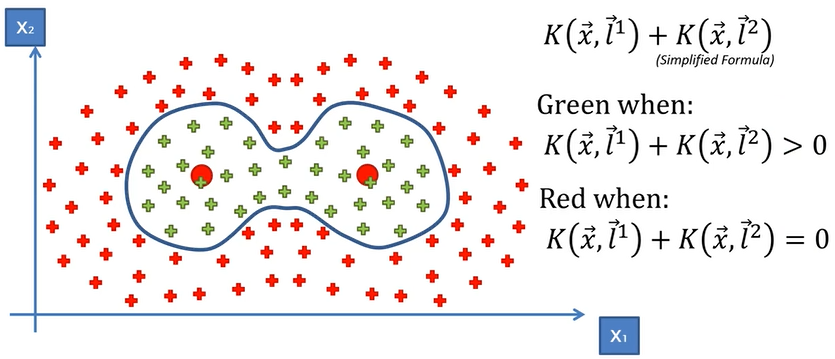 X₂
K(x⃗, l⃗¹) + K(x⃗, l⃗²)
(Simplified Formula)
Green when:
K(x⃗, l⃗¹) + K(x⃗, l⃗²) > 0
Red when:
K(x⃗, l⃗¹) + K(x⃗, l⃗²) = 0
X₁